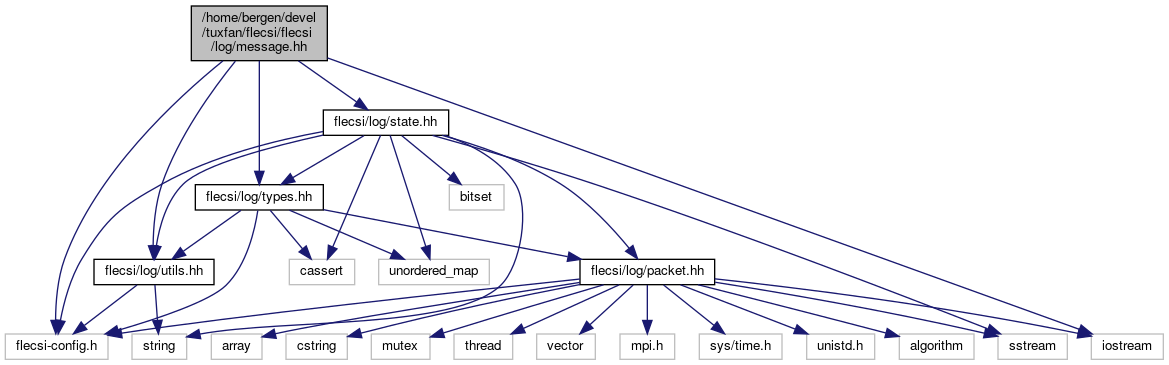 /home/bergen/devel
/tuxfan/flecsi/flecsi
/log/message.hh
flecsi/log/state.hh
flecsi/log/types.hh
bitset
flecsi/log/utils.hh
cassert
unordered_map
flecsi/log/packet.hh
flecsi-config.h
string
array
cstring
mutex
thread
vector
mpi.h
sys/time.h
unistd.h
algorithm
sstream
iostream